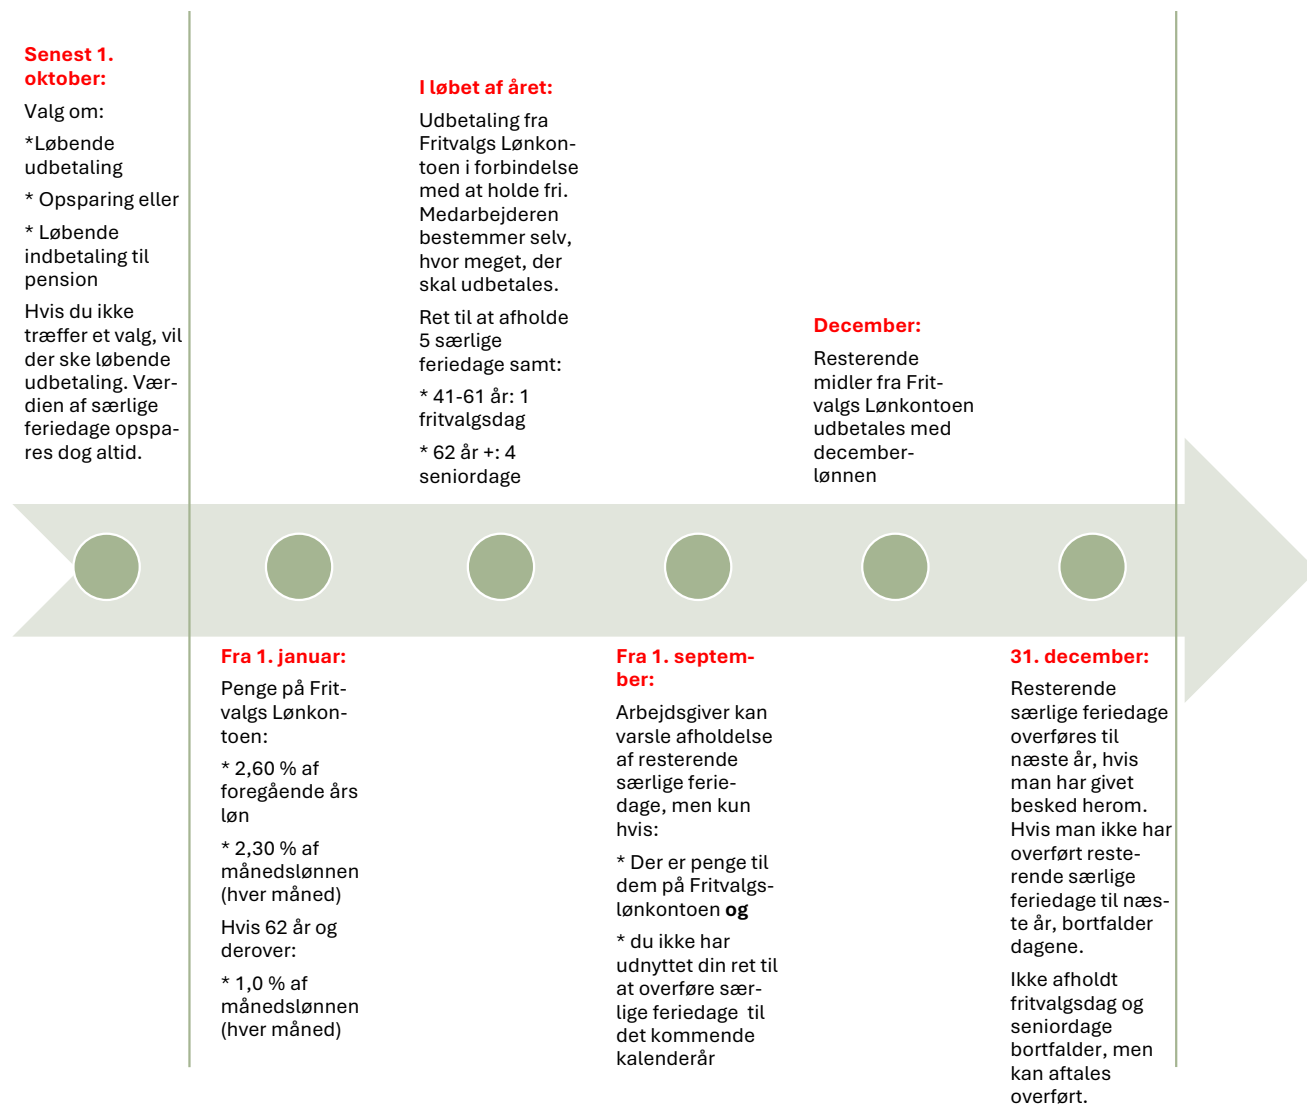 Senest 1.
oktober:
Valg om:
*Løbende
udbetaling
* Opsparing eller
* Løbende
indbetaling til
pension
Hvis du ikke
træffer et valg, vil
der ske løbende
udbetaling. Vær-
dien af særlige
feriedage opspa-
res dog altid.
Fra 1. januar:
Penge på Frit-
valgs Lønkon-
toen:
* 2,60 % af
foregående års
løn
* 2,30 % af
månedslønnen
(hver måned)
Hvis 62 år og
derover:
* 1,0 % af
månedslønnen
(hver måned)
I løbet af året:
Udbetaling fra
Fritvalgs Lønkon-
toen i forbindelse
med at holde fri.
Medarbejderen
bestemmer selv,
hvor meget, der
skal udbetales.
Ret til at afholde
5 særlige
feriedage samt:
* 41-61 år: 1
fritvalgsdag
* 62 år +: 4
seniordage
Fra 1. septem-
ber:
Arbejdsgiver kan
varsle afholdelse
af resterende
særlige ferie-
dage, men kun
hvis:
* Der er penge til
dem på Fritvalgs-
lønkontoen og
* du ikke har
udnyttet din ret til
at overføre sær-
lige feriedage til
det kommende
kalenderår
December:
Resterende
midler fra Frit-
valgs Lønkontoen
udbetales med
december-
lønnen
31. december:
Resterende
særlige feriedage
overføres til
næste år, hvis
man har givet
besked herom.
Hvis man ikke har
overført reste-
rende særlige
feriedage til næs-
te år, bortfalder
dagene.
Ikke afholdt
fritvalgsdag og
seniordage
bortfalder, men
kan aftales
overført.